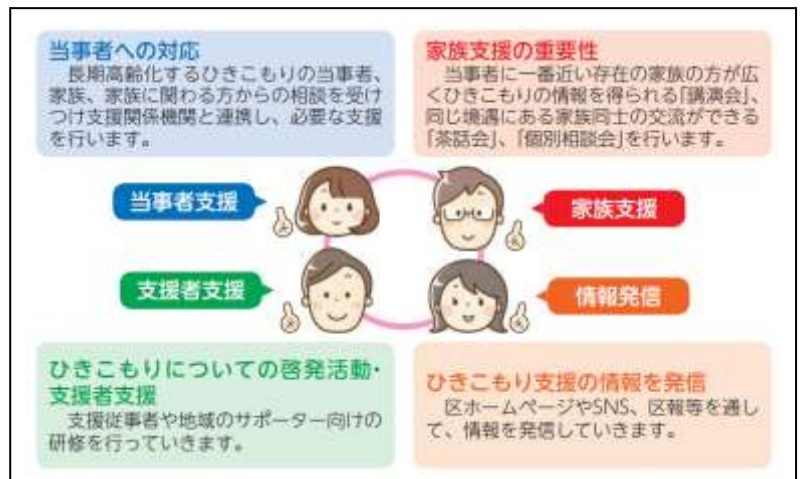 当事者への対応
長期高齢化するひきこもりの当事者、
家族、家族に関わる方からの相談を受け
つけ支援関係機関と連携し、必要な支援
を行います。
家族支援の重要性
当事者に一番近い存在の家族の方が広
くひきこもりの情報を得られる「講演会」、
同じ境遇にある家族同士の交流ができる
「茶話会」、「個別相談会」を行います。
当事者支援
家族支援
支援者支援
情報発信
ひきこもりについての啓発活動・
支援者支援
支援従事者や地域のサポーター向けの
研修を行っていきます。
ひきこもり支援の情報を発信
区ホームページやSNS、区報等を通し
て、情報を発信していきます。